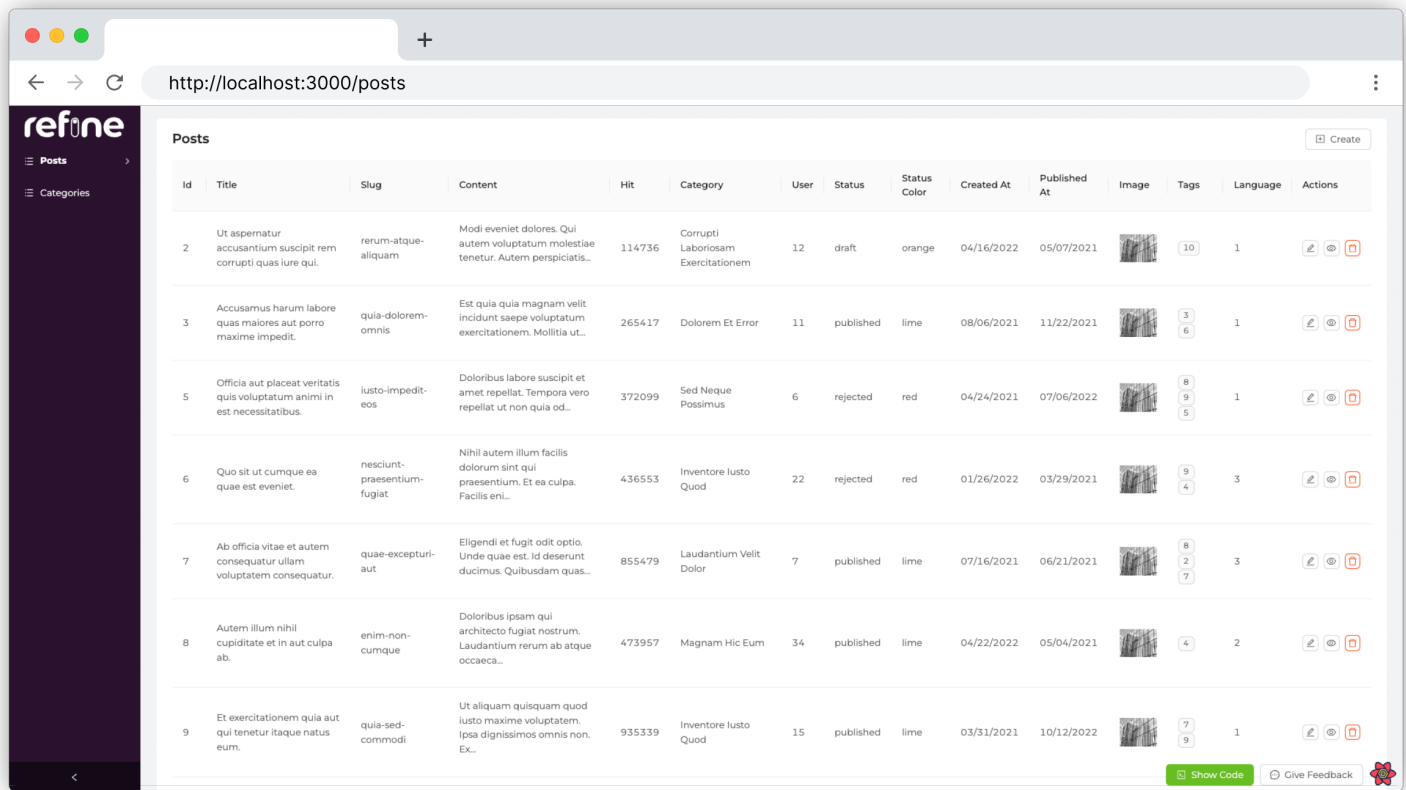 http://localhost:3000/posts
refine
Posts
Categories
Posts
Create
Id Title Slug Content Hit Category User Status Status Color Created At Published At Image Tags Language Actions
2
Ut aspernatur
accusantium suscipit rem
corrupti quas iure qui.
rerum-atque-
aliquam
Modi eveniet dolores. Qui
autem voluptatum molestiae
tenetur. Autem perspiciatis...
114736
Corrupti
Laboriosam
Exercitationem
12
draft
orange
04/16/2022
05/07/2021
10
1
3
Accusamus harum labore
quas maiores aut porro
maxime impedit.
quia-dolorem-
omnis
Est quia quia magnam velit
incidunt saepe voluptatum
exercitationem. Mollitia ut...
265417
Dolorem Et Error
11
published
lime
08/06/2021
11/22/2021
3
6
1
5
Officia aut placeat veritatis
quis voluptatum animi in
est necessitatibus.
iusto-impedit-
eos
Doloribus labore suscipit et
amet repellat. Tempora vero
repellat ut non quia od...
372099
Sed Neque
Possimus
6
rejected
red
04/24/2021
07/06/2022
8
9
5
1
6
Quo sit ut cumque ea
quae est eveniet.
nesciunt-
praesentium-
fugiat
Nihil autem illum facilis
dolorum sint qui
praesentium. Et ea culpa.
Facilis eni...
436553
Inventore Iusto
Quod
22
rejected
red
01/26/2022
03/29/2021
9
4
3
7
Ab officia vitae et autem
consequatur ullam
voluptatem consequatur.
quae-excepturi-
aut
Eligendi et fugit odit optio.
Unde quae est. Id deserunt
ducimus. Quibusdam quas...
855479
Laudantium Velit
Dolor
7
published
lime
07/16/2021
06/21/2021
8
2
7
3
8
Autem illum nihil
cupiditate et in aut culpa
ab.
enim-non-
cumque
Doloribus ipsam qui
architecto fugiat nostrum.
Laudantium rerum ab atque
occaeca...
473957
Magnam Hic Eum
34
published
lime
04/22/2022
05/04/2021
4
2
9
Et exercitationem quia aut
qui tenetur itaque natus
eum.
quia-sed-
commodi
Ut aliquam quisquam quod
iusto maxime voluptatem.
Ipsa dignissimos omnis non.
Ex...
935339
Inventore Iusto
Quod
15
published
lime
03/31/2021
10/12/2022
7
9
1
Show Code
Give Feedback